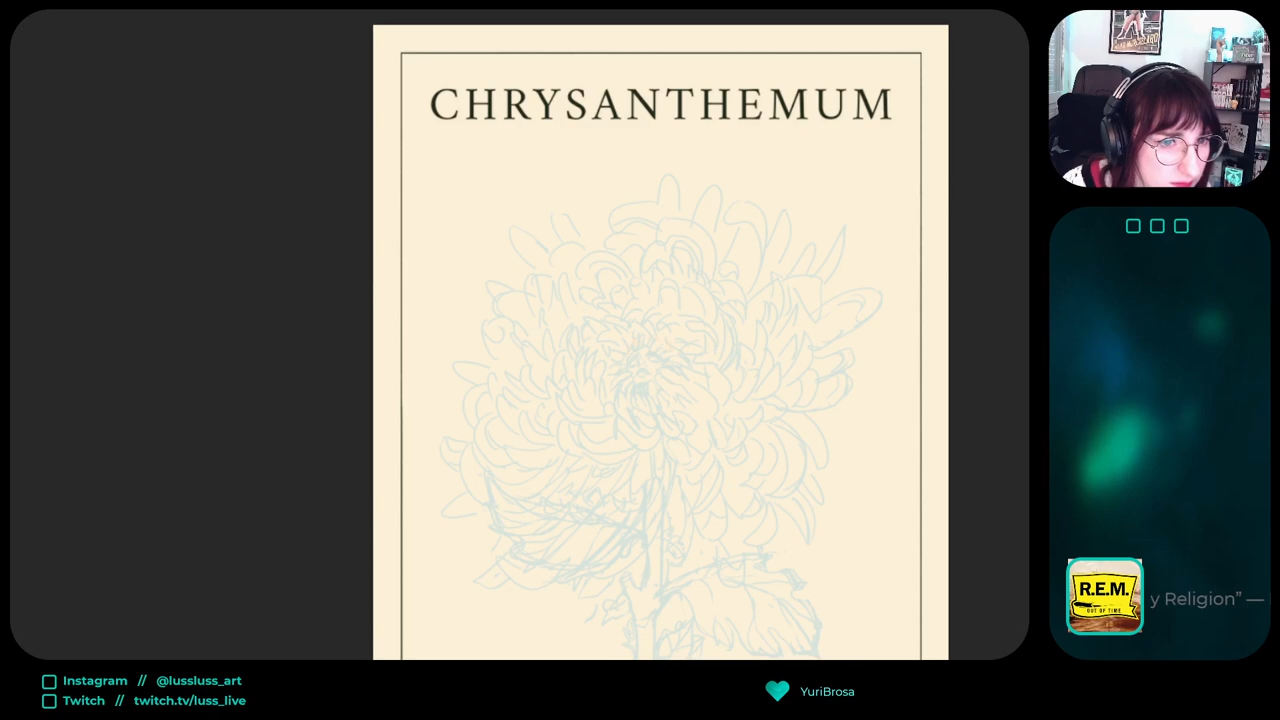 CHRYSANTHEMUM
R.E.M.
OUT OF TIME
y Religion” —
Instagram // @lussluss_art
Twitch // twitch.tv/luss_live
YuriBrosa